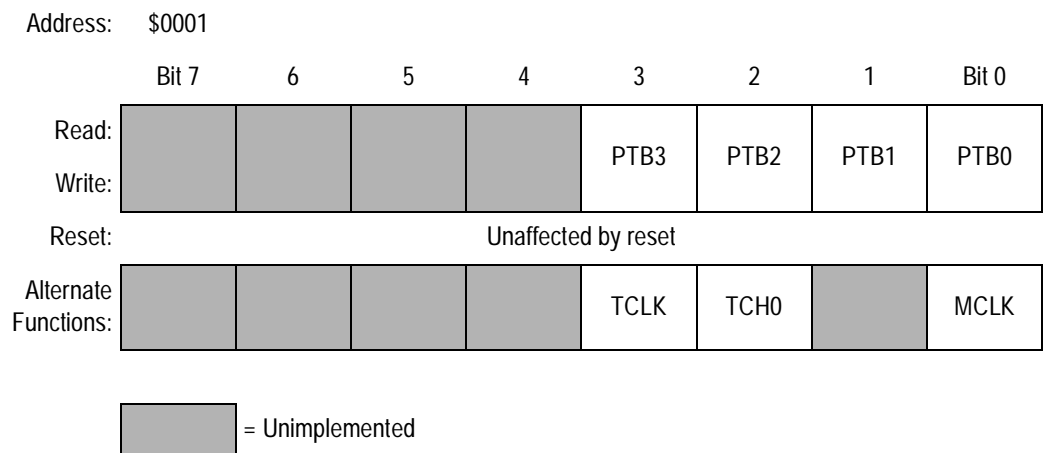 Address: $0001
Bit 7 6 5 4 3 2 1 Bit 0
Read:
PTB3 PTB2 PTB1 PTB0
Write:
Reset: Unaffected by reset
Alternate
Functions:
TCLK TCH0 MCLK
= Unimplemented